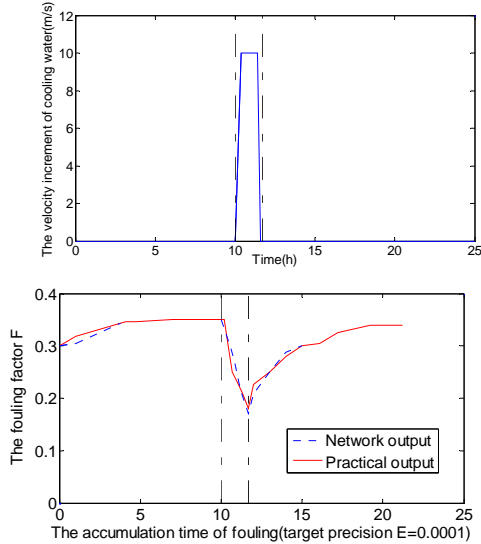 The velocity increment of cooling water(m/s)
12
10
8
6
4
2
0
0 5 10 15 20 25
Time(h)
The fouling factor F
0.4
0.3
0.2
0.1
0
Network output
Practical output
0 5 10 15 20 25
The accumulation time of fouling(target precision E=0.0001)